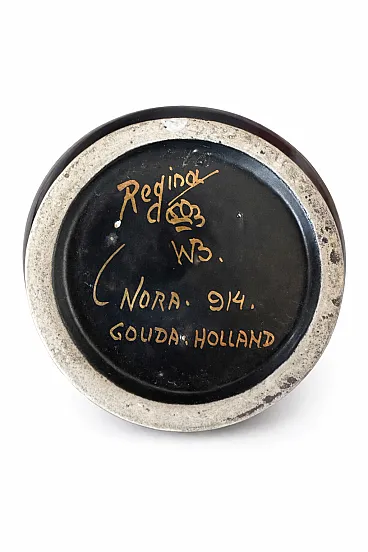 Regina
WB.
NORA. 914.
GOUDA. HOLLAND